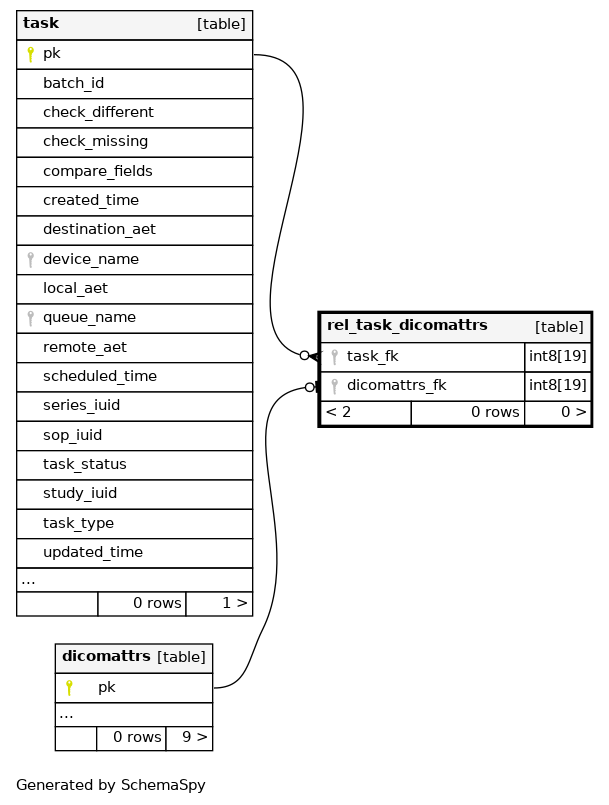 task [table]
pk
batch_id
check_different
check_missing
compare_fields
created_time
destination_aet
device_name
local_aet
queue_name
remote_aet
scheduled_time
series_iuid
sop_iuid
task_status
study_iuid
task_type
updated_time
...
0 rows 1 >
rel_task_dicomattrs [table]
task_fk int8[19]
dicomattrs_fk int8[19]
< 2 0 rows 0 >
dicomattrs [table]
pk
...
0 rows 9 >
Generated by SchemaSpy